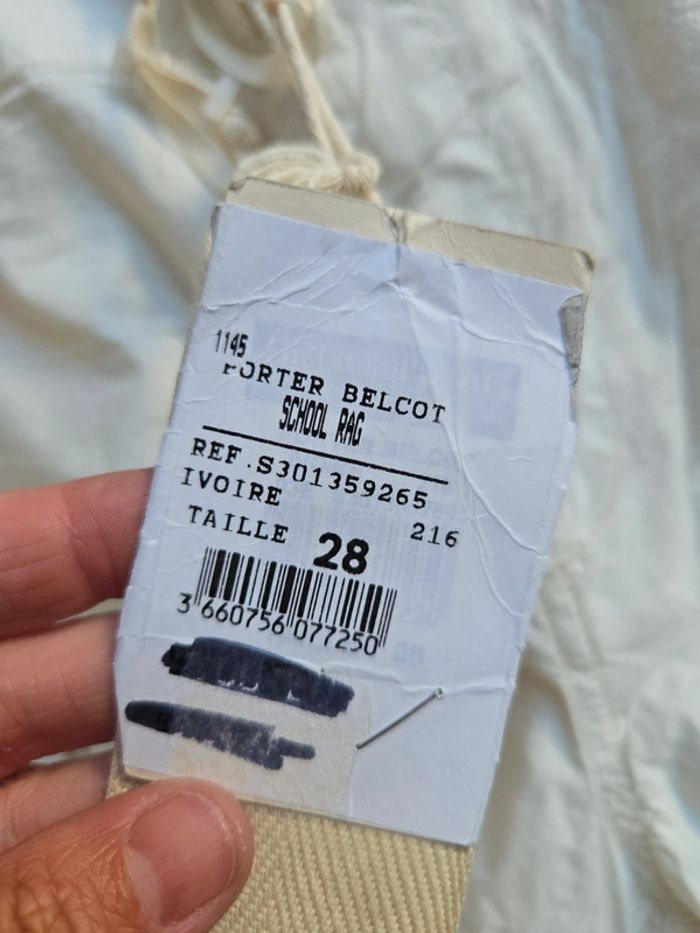 1145
PORTER BELCOT
SCHOOL RAG
REF.S301359265
IVOIRE 216
TAILLE 28
3 660756 077250